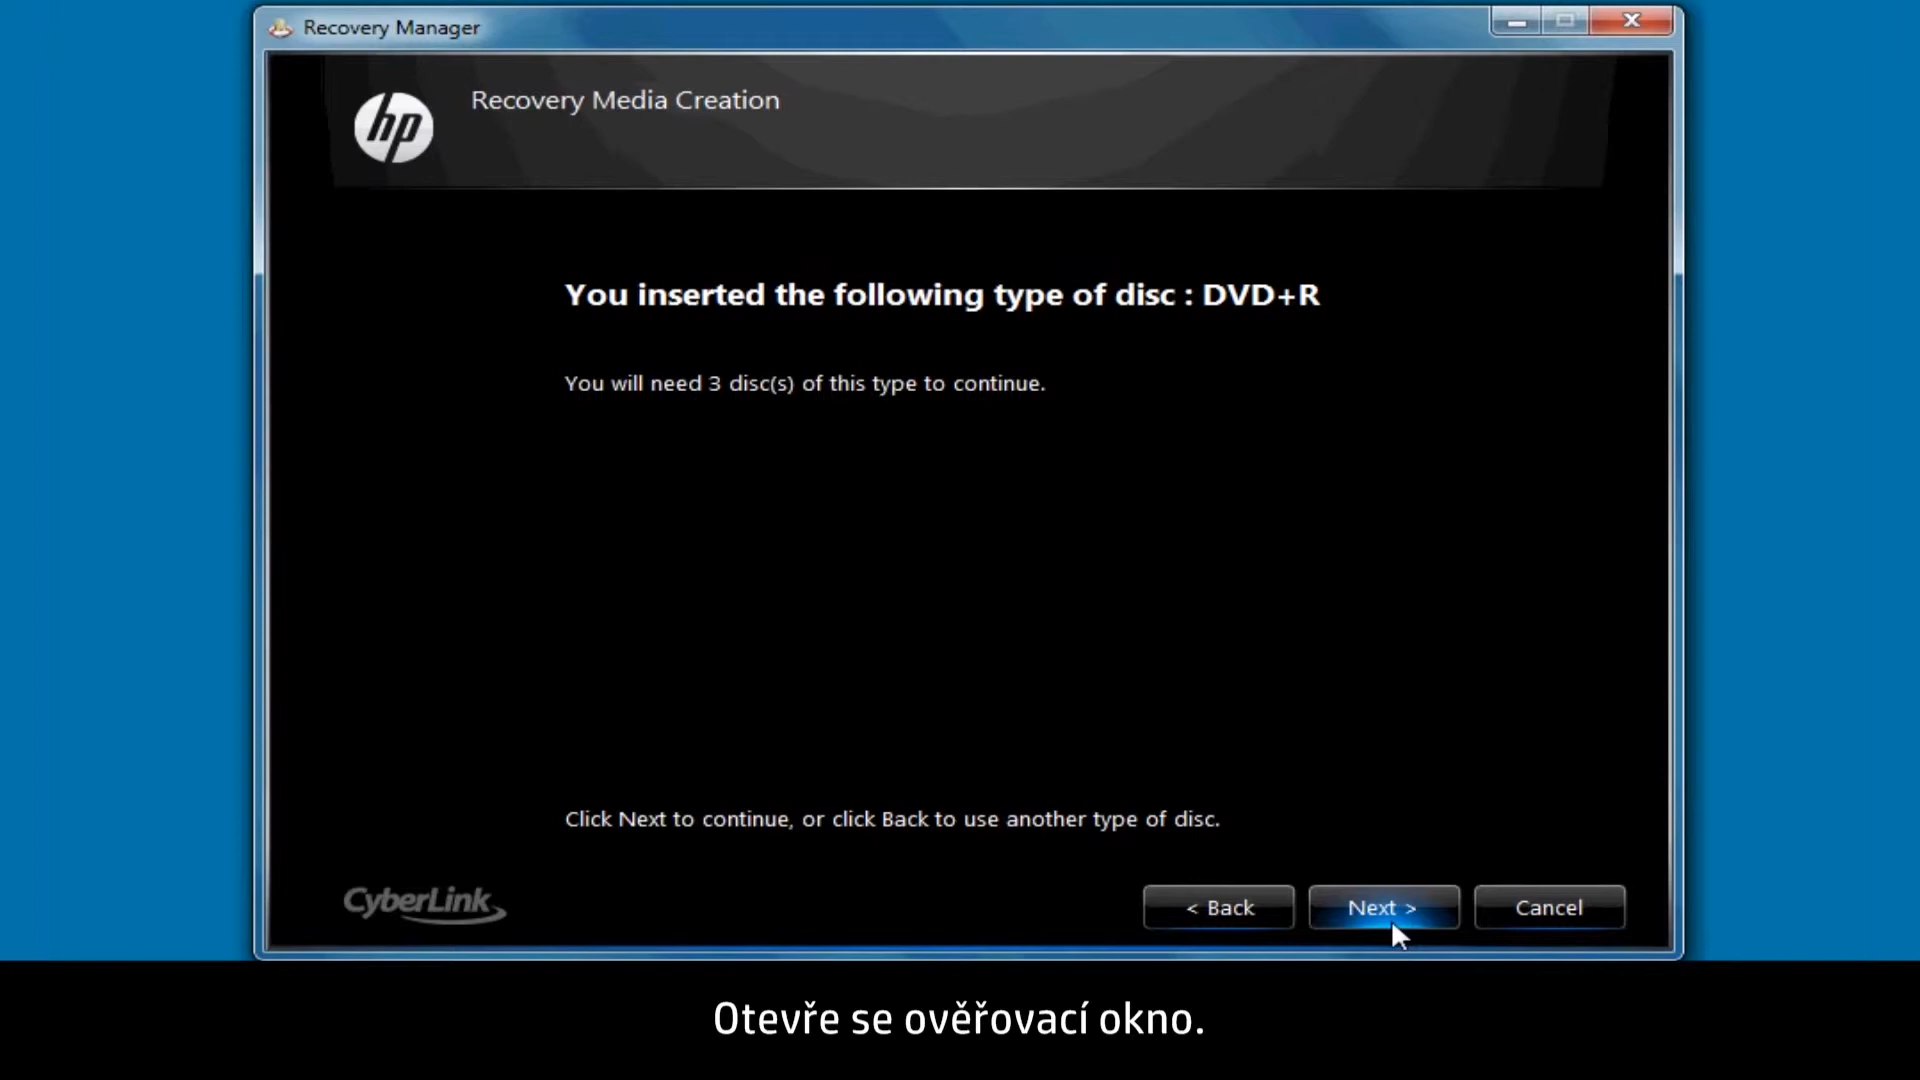 Recovery Manager
hp
Recovery Media Creation
You inserted the following type of disc : DVD+R
You will need 3 disc(s) of this type to continue.
Click Next to continue, or click Back to use another type of disc.
CyberLink
< Back
Next >
Cancel
Otevře se ověřovací okno.